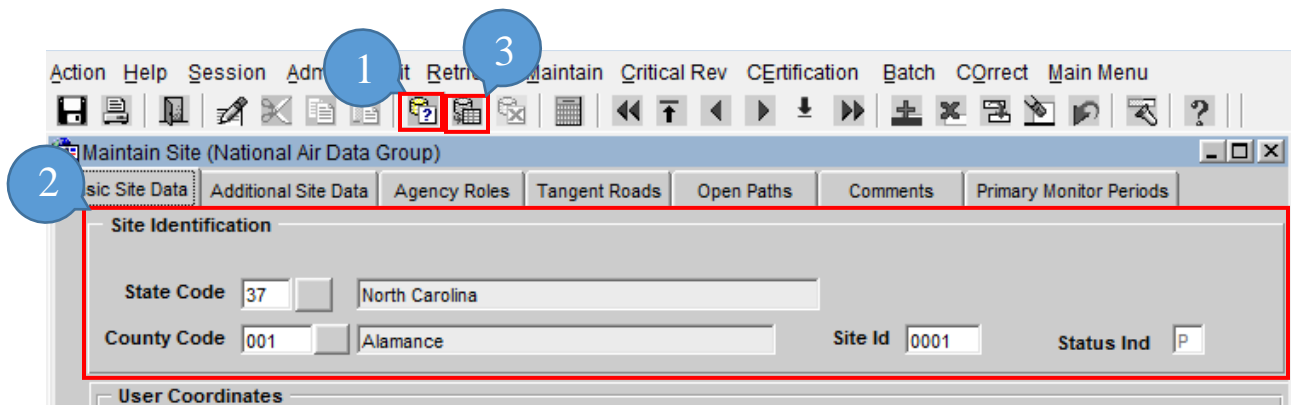 1
3
Action Help Session Retri Maintain Critical Rev CErtification Batch COrrect Main Menu
Maintain Site (National Air Data Group)
2
sic Site Data Additional Site Data Agency Roles Tangent Roads Open Paths Comments Primary Monitor Periods
Site Identification
State Code 37 North Carolina
County Code 001 Alamance Site Id 0001 Status Ind P
User Coordinates